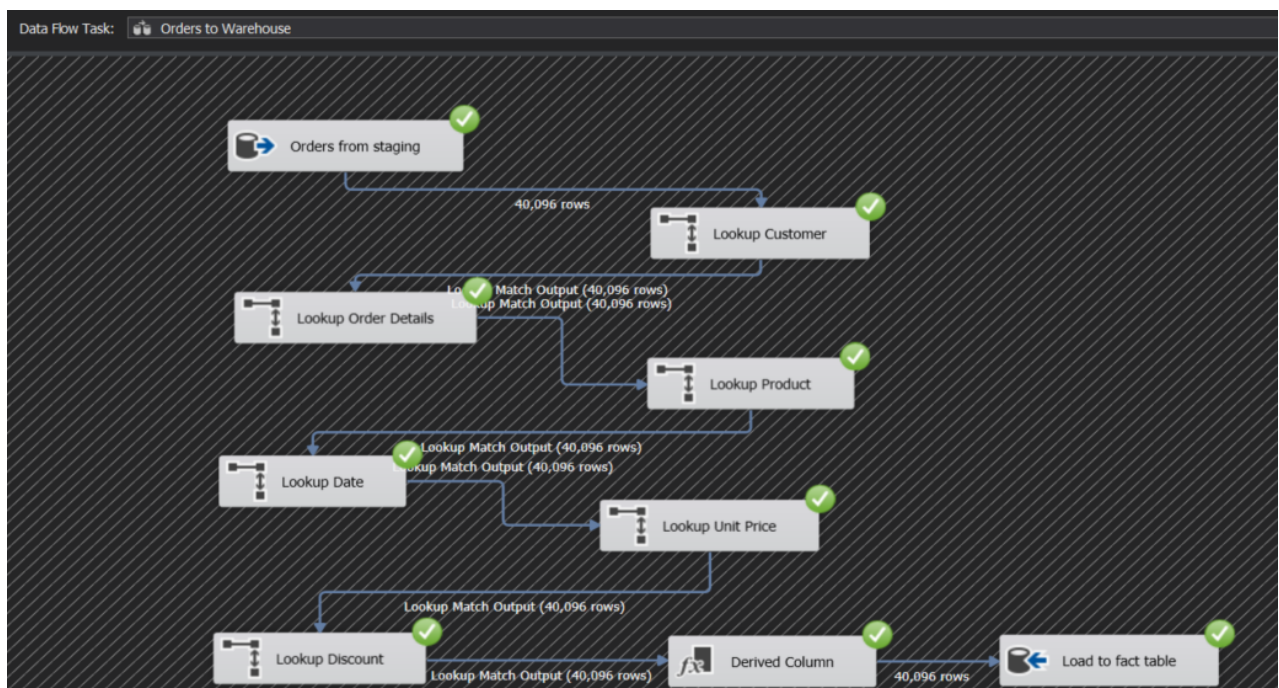 Data Flow Task: Orders to Warehouse
Orders from staging
40,096 rows
Lookup Customer
Lookup Match Output (40,096 rows)
Lookup Match Output (40,096 rows)
Lookup Order Details
Lookup Product
Lookup Match Output (40,096 rows)
Lookup Match Output (40,096 rows)
Lookup Date
Lookup Unit Price
Lookup Match Output (40,096 rows)
Lookup Discount
Lookup Match Output (40,096 rows)
Derived Column
40,096 rows
Load to fact table